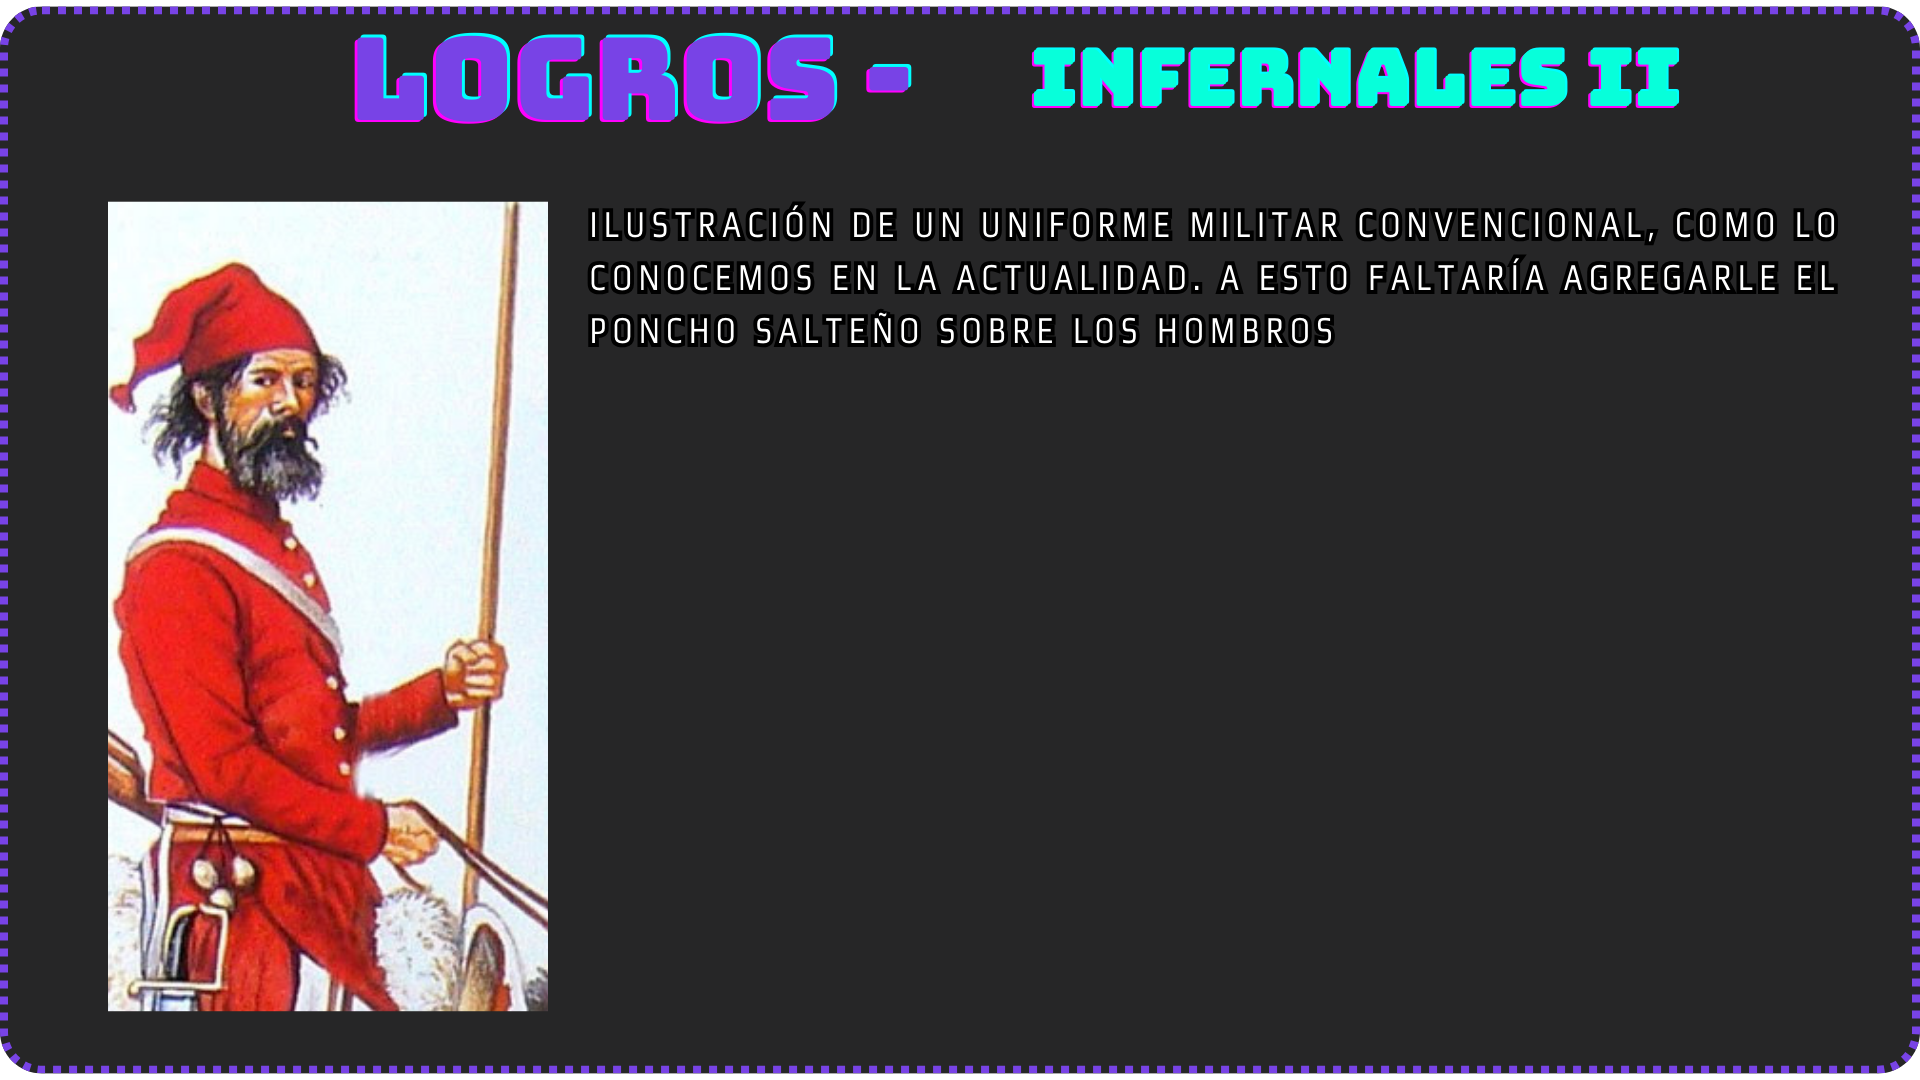 LOGROS - INFERNALES II
ILUSTRACIÓN DE UN UNIFORME MILITAR CONVENCIONAL, COMO LO
CONOCEMOS EN LA ACTUALIDAD. A ESTO FALTARÍA AGREGARLE EL
PONCHO SALTEÑO SOBRE LOS HOMBROS